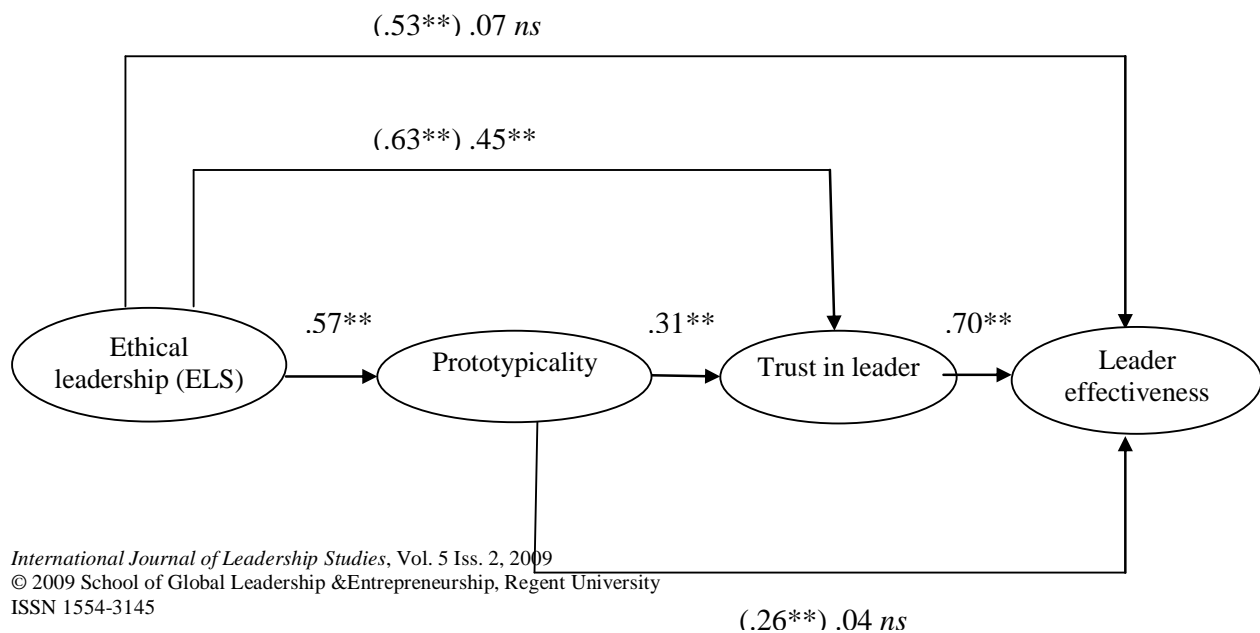 (.53**) .07 ns
(.63**) .45**
.57**
.31**
.70**
Ethical
leadership (ELS)
Prototypicality
Trust in leader
Leader
effectiveness
International Journal of Leadership Studies, Vol. 5 Iss. 2, 2009
© 2009 School of Global Leadership &Entrepreneurship, Regent University
ISSN 1554-3145
(.26**) .04 ns